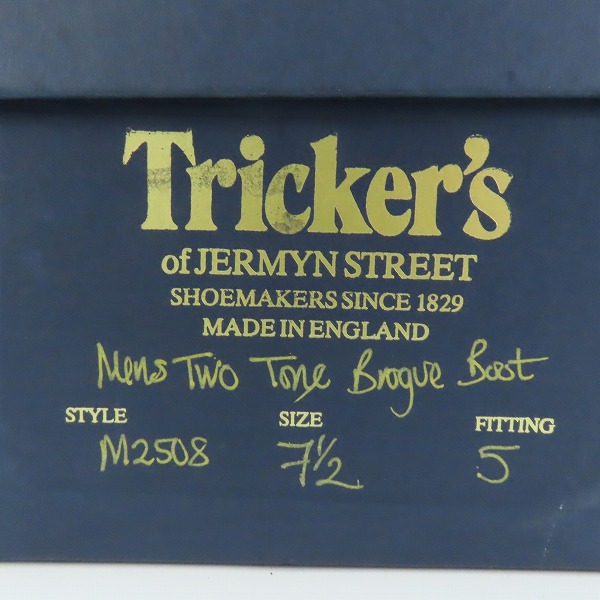 Tricker's
of JERMYN STREET
SHOEMAKERS SINCE 1829
MADE IN ENGLAND
Mens Two Tone Brogue Boot
STYLE SIZE FITTING
M2508 7½ 5